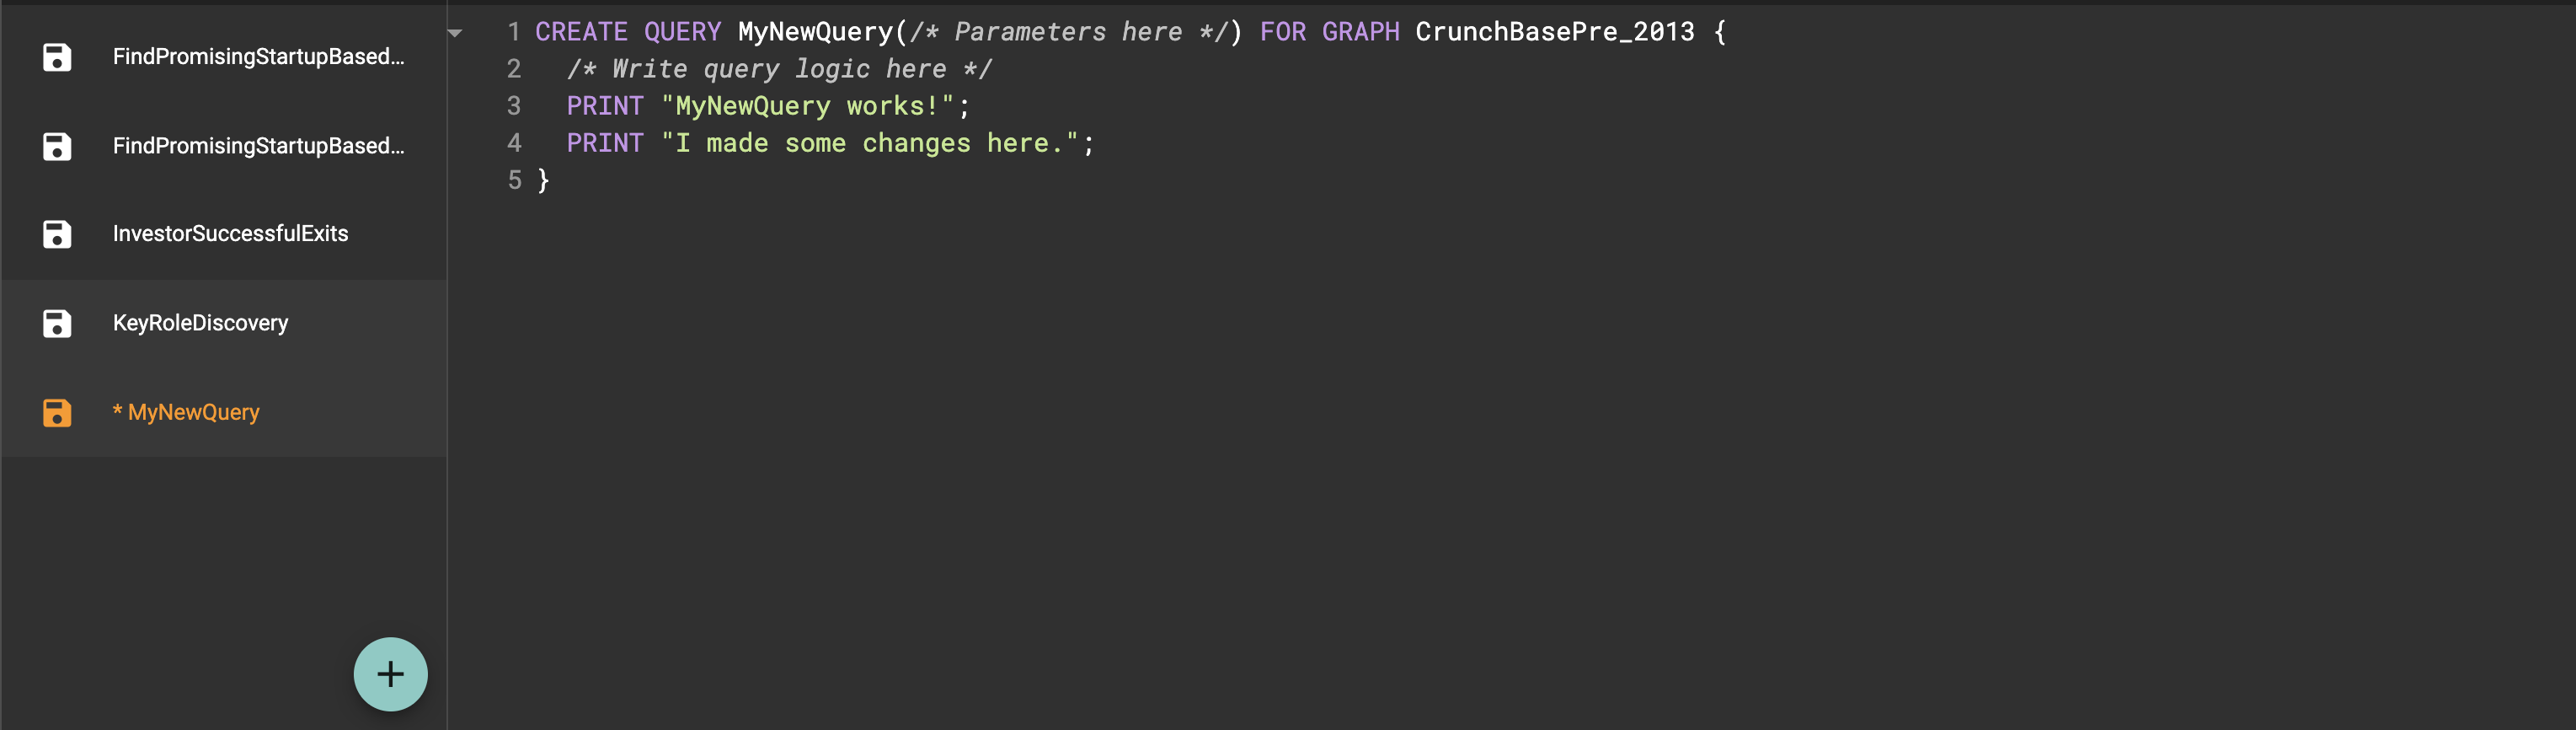 FindPromisingStartupBased...
FindPromisingStartupBased...
InvestorSuccessfulExits
KeyRoleDiscovery
* MyNewQuery
+
1 CREATE QUERY MyNewQuery(/* Parameters here */) FOR GRAPH CrunchBasePre_2013 {
2   /* Write query logic here */
3   PRINT "MyNewQuery works!";
4   PRINT "I made some changes here.";
5 }